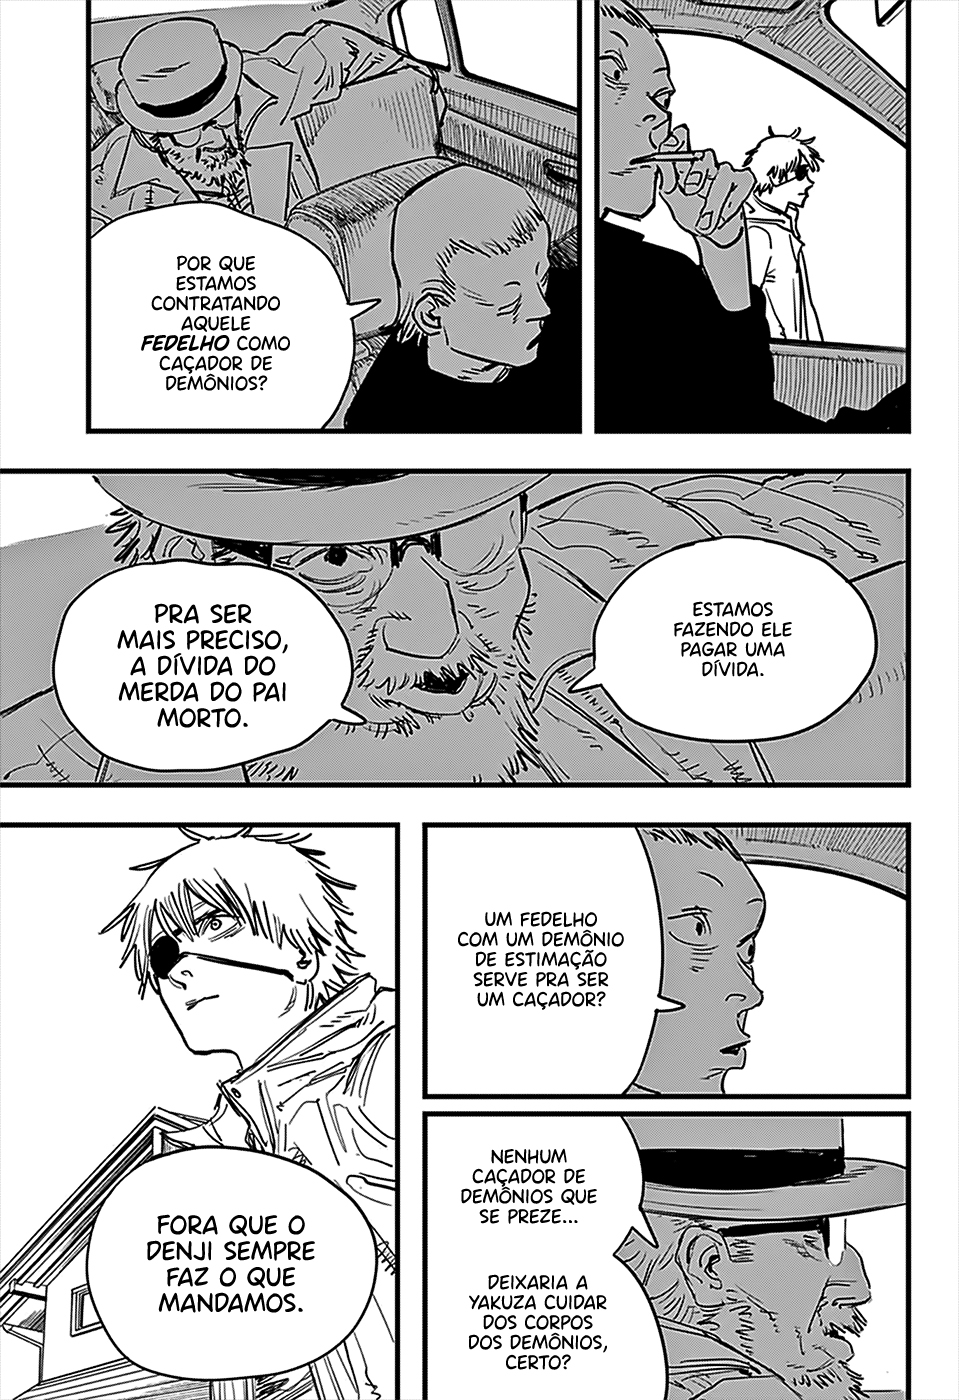 POR QUE
ESTAMOS
CONTRATANDO
AQUELE
FEDELHO COMO
CAÇADOR DE
DEMÔNIOS?
ESTAMOS
FAZENDO ELE
PAGAR UMA
DÍVIDA.
PRA SER
MAIS PRECISO,
A DÍVIDA DO
MERDA DO PAI
MORTO.
UM FEDELHO
COM UM DEMÔNIO
DE ESTIMAÇÃO
SERVE PRA SER
UM CAÇADOR?
NENHUM
CAÇADOR DE
DEMÔNIOS QUE
SE PREZE...
DEIXARIA A
YAKUZA CUIDAR
DOS CORPOS
DOS DEMÔNIOS,
CERTO?
FORA QUE O
DENJI SEMPRE
FAZ O QUE
MANDAMOS.